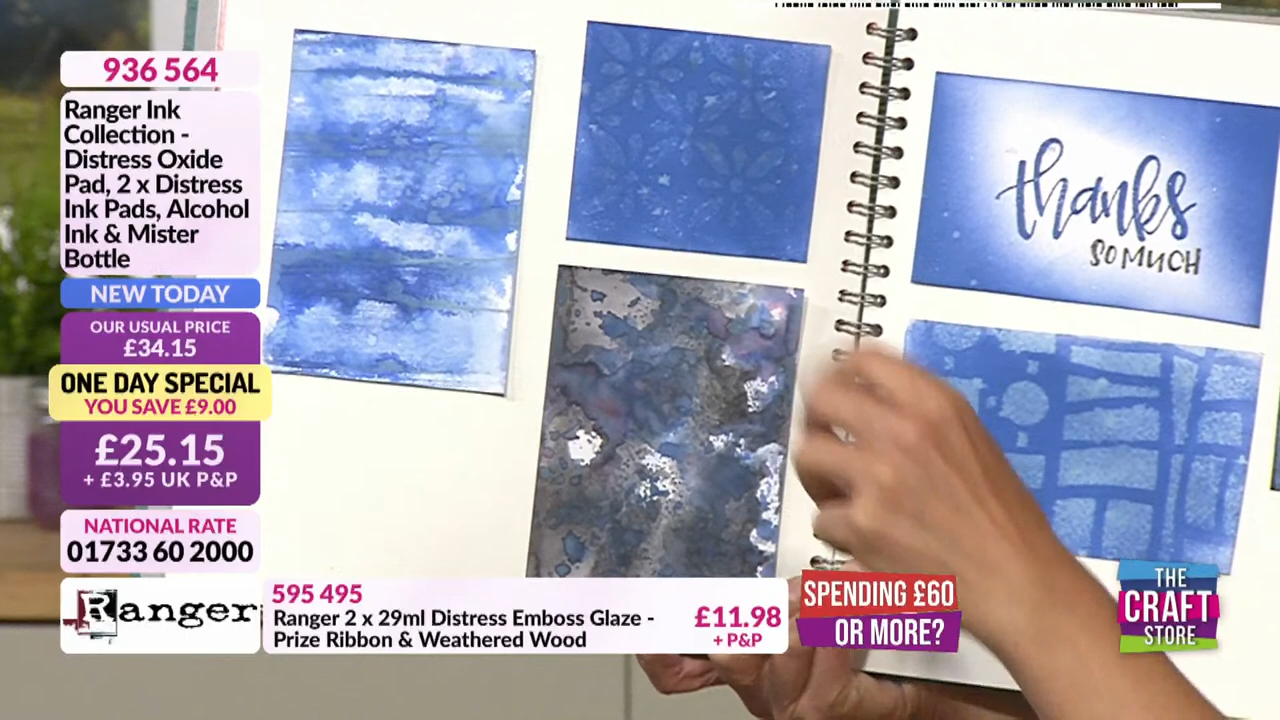 936 564
Ranger Ink
Collection -
Distress Oxide
Pad, 2 x Distress
Ink Pads, Alcohol
Ink & Mister
Bottle
NEW TODAY
OUR USUAL PRICE
£34.15
ONE DAY SPECIAL
YOU SAVE £9.00
£25.15
+ £3.95 UK P&P
NATIONAL RATE
01733 60 2000
Ranger
595 495
Ranger 2 x 29ml Distress Emboss Glaze -
Prize Ribbon & Weathered Wood
£11.98
+ P&P
SPENDING £60
OR MORE?
THE
CRAFT
STORE
thanks
SO MUCH